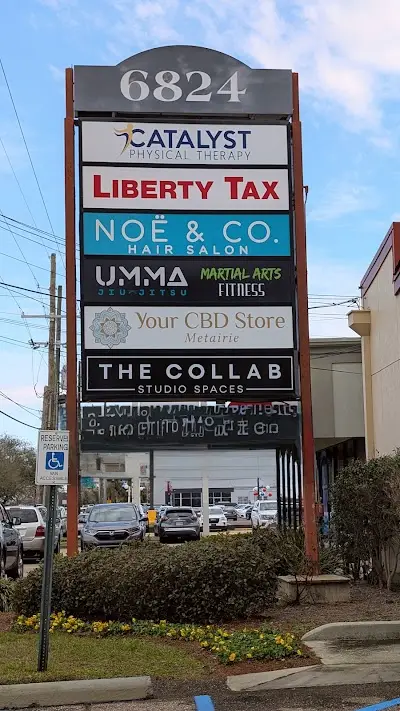 6824
CATALYST
PHYSICAL THERAPY
LIBERTY TAX
NOË & CO.
HAIR SALON
UMMA
JIU-JITSU
MARTIAL ARTS
FITNESS
Your CBD Store
Metairie
THE COLLAB
STUDIO SPACES
RESERVED
PARKING